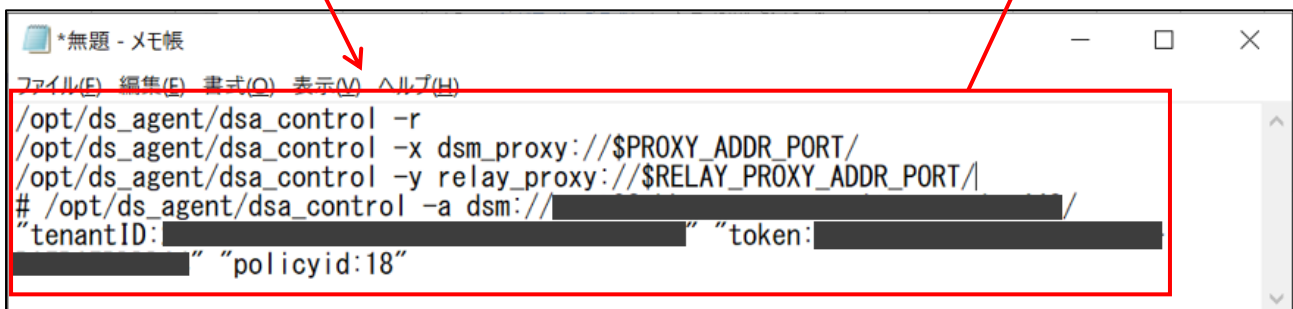 *無題 - メモ帳
ファイル(F) 編集(E) 書式(O) 表示(V) ヘルプ(H)
/opt/ds_agent/dsa_control -r
/opt/ds_agent/dsa_control -x dsm_proxy://$PROXY_ADDR_PORT/
/opt/ds_agent/dsa_control -y relay_proxy://$RELAY_PROXY_ADDR_PORT/
# /opt/ds_agent/dsa_control -a dsm:// /
"tenantID: " "token:
" "policyid:18"